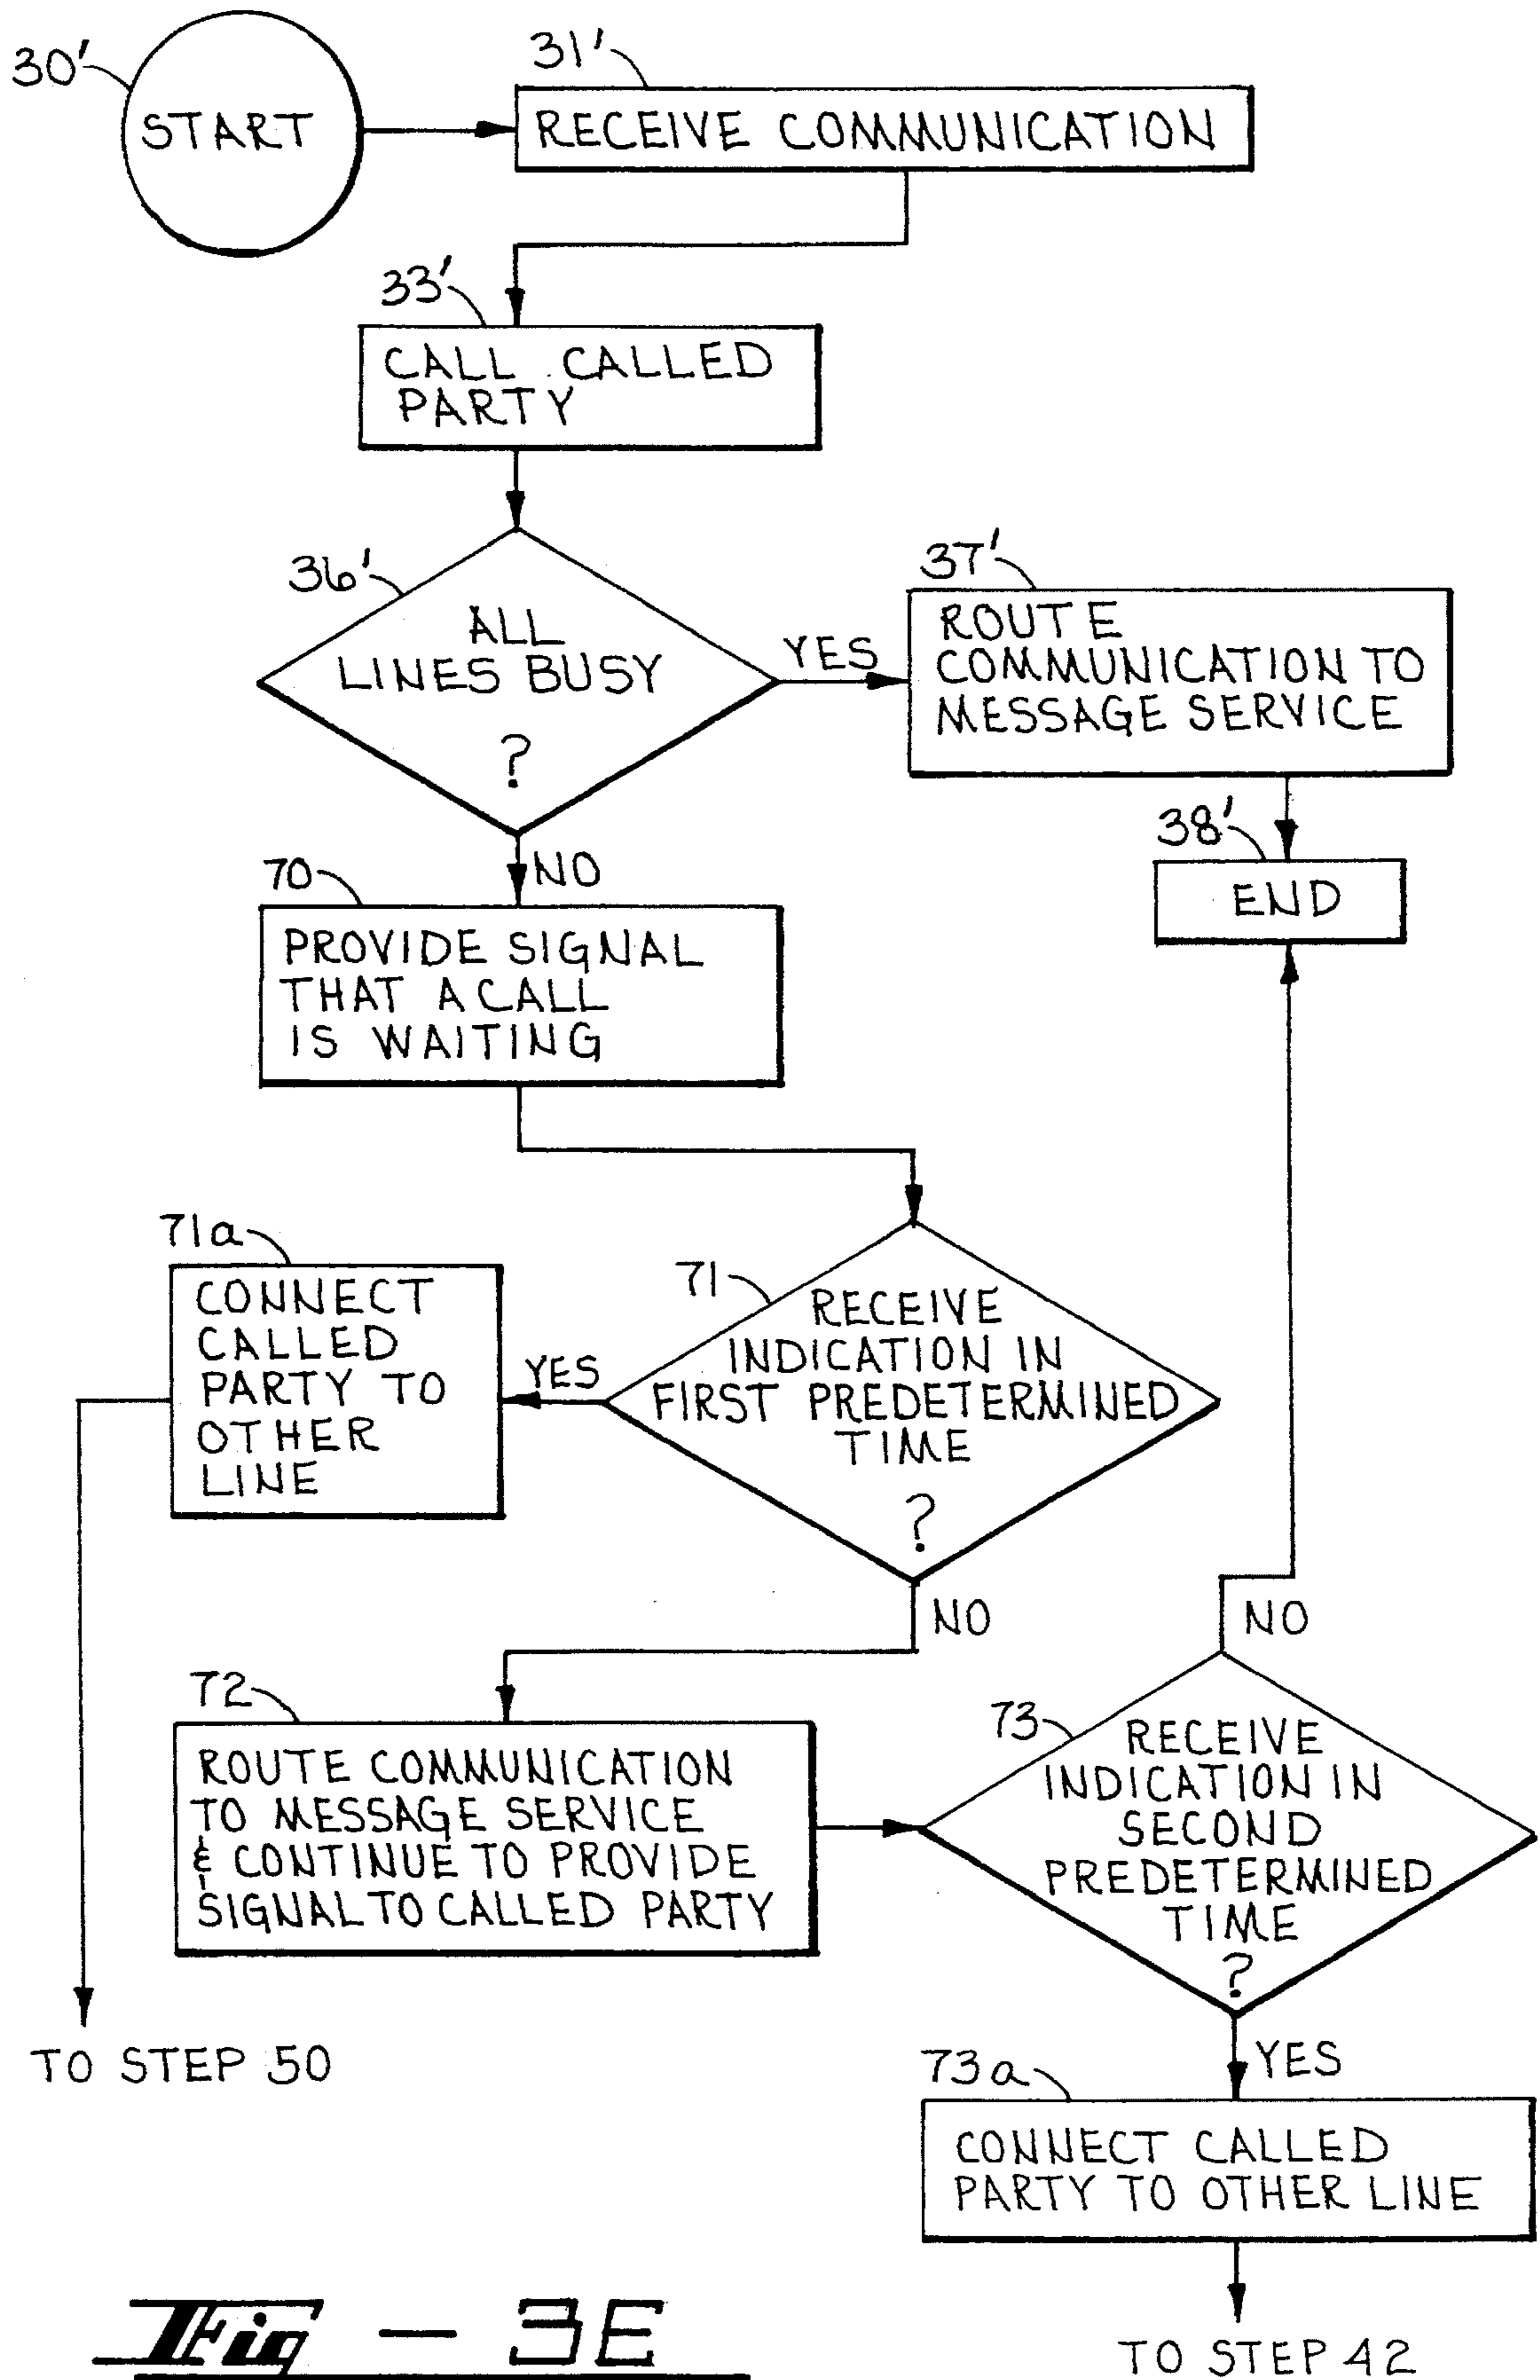 30'
START
31'
RECEIVE COMMUNICATION
33'
CALL CALLED
PARTY
36'
ALL
LINES BUSY
?
YES
37'
ROUTE
COMMUNICATION TO
MESSAGE SERVICE
38'
END
NO
70
PROVIDE SIGNAL
THAT A CALL
IS WAITING
71
RECEIVE
INDICATION IN
FIRST PREDETERMINED
TIME
?
YES
71a
CONNECT
CALLED
PARTY TO
OTHER
LINE
NO
72
ROUTE COMMUNICATION
TO MESSAGE SERVICE
& CONTINUE TO PROVIDE
SIGNAL TO CALLED PARTY
NO
73
RECEIVE
INDICATION IN
SECOND
PREDETERMINED
TIME
?
TO STEP 50
YES
73a
CONNECT CALLED
PARTY TO OTHER LINE
TO STEP 42
Fig - 3E